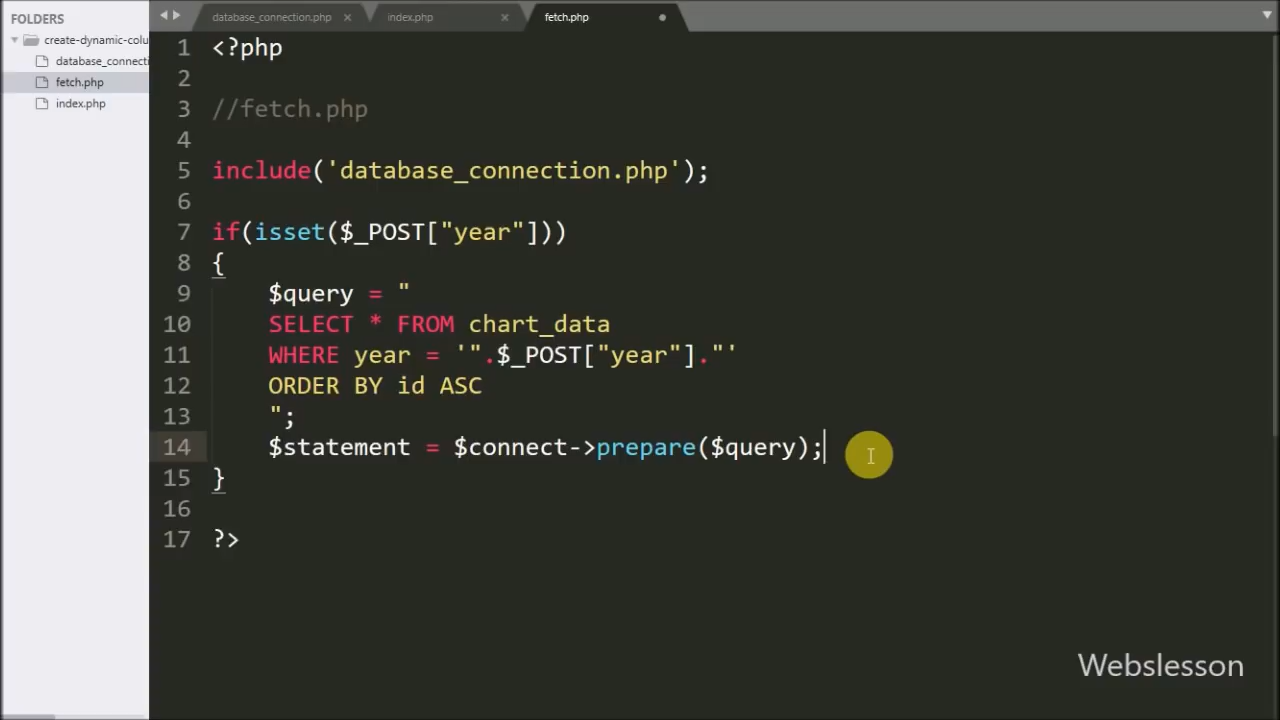 FOLDERS
create-dynamic-colu
database_connecti
fetch.php
index.php
database_connection.php ×
index.php ×
fetch.php
1 <?php
2
3 //fetch.php
4
5 include('database_connection.php');
6
7 if(isset($_POST["year"]))
8 {
9 $query = "
10 SELECT * FROM chart_data
11 WHERE year = '".$_POST["year"]."'
12 ORDER BY id ASC
13 ";
14 $statement = $connect->prepare($query);
15 }
16
17 ?>
Webslesson